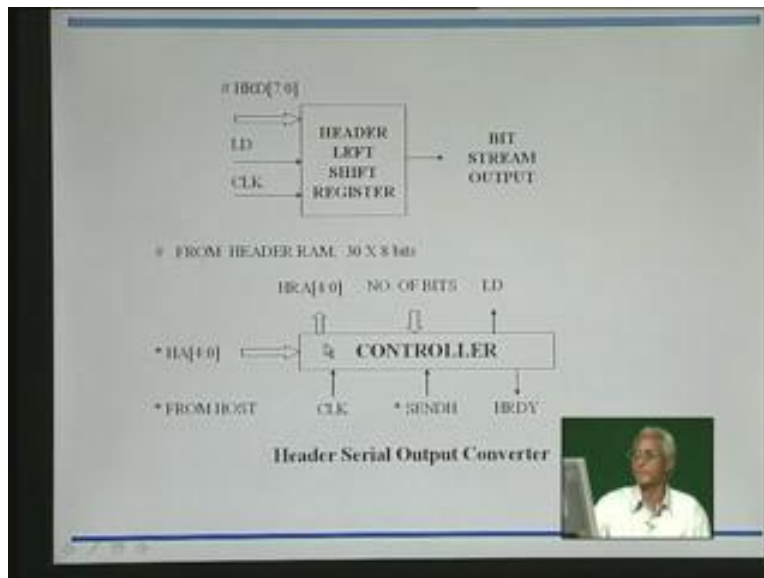 # HRD[7:0]
LD
CLK
HEADER
LEFT
SHIFT
REGISTER
BIT
STREAM
OUTPUT
# FROM HEADER RAM, 30 X 8 bits
HRA[4:0] NO. OF BITS LD
* HA[4:0]
CONTROLLER
* FROM HOST CLK * SENDH HRDY
Header Serial Output Converter